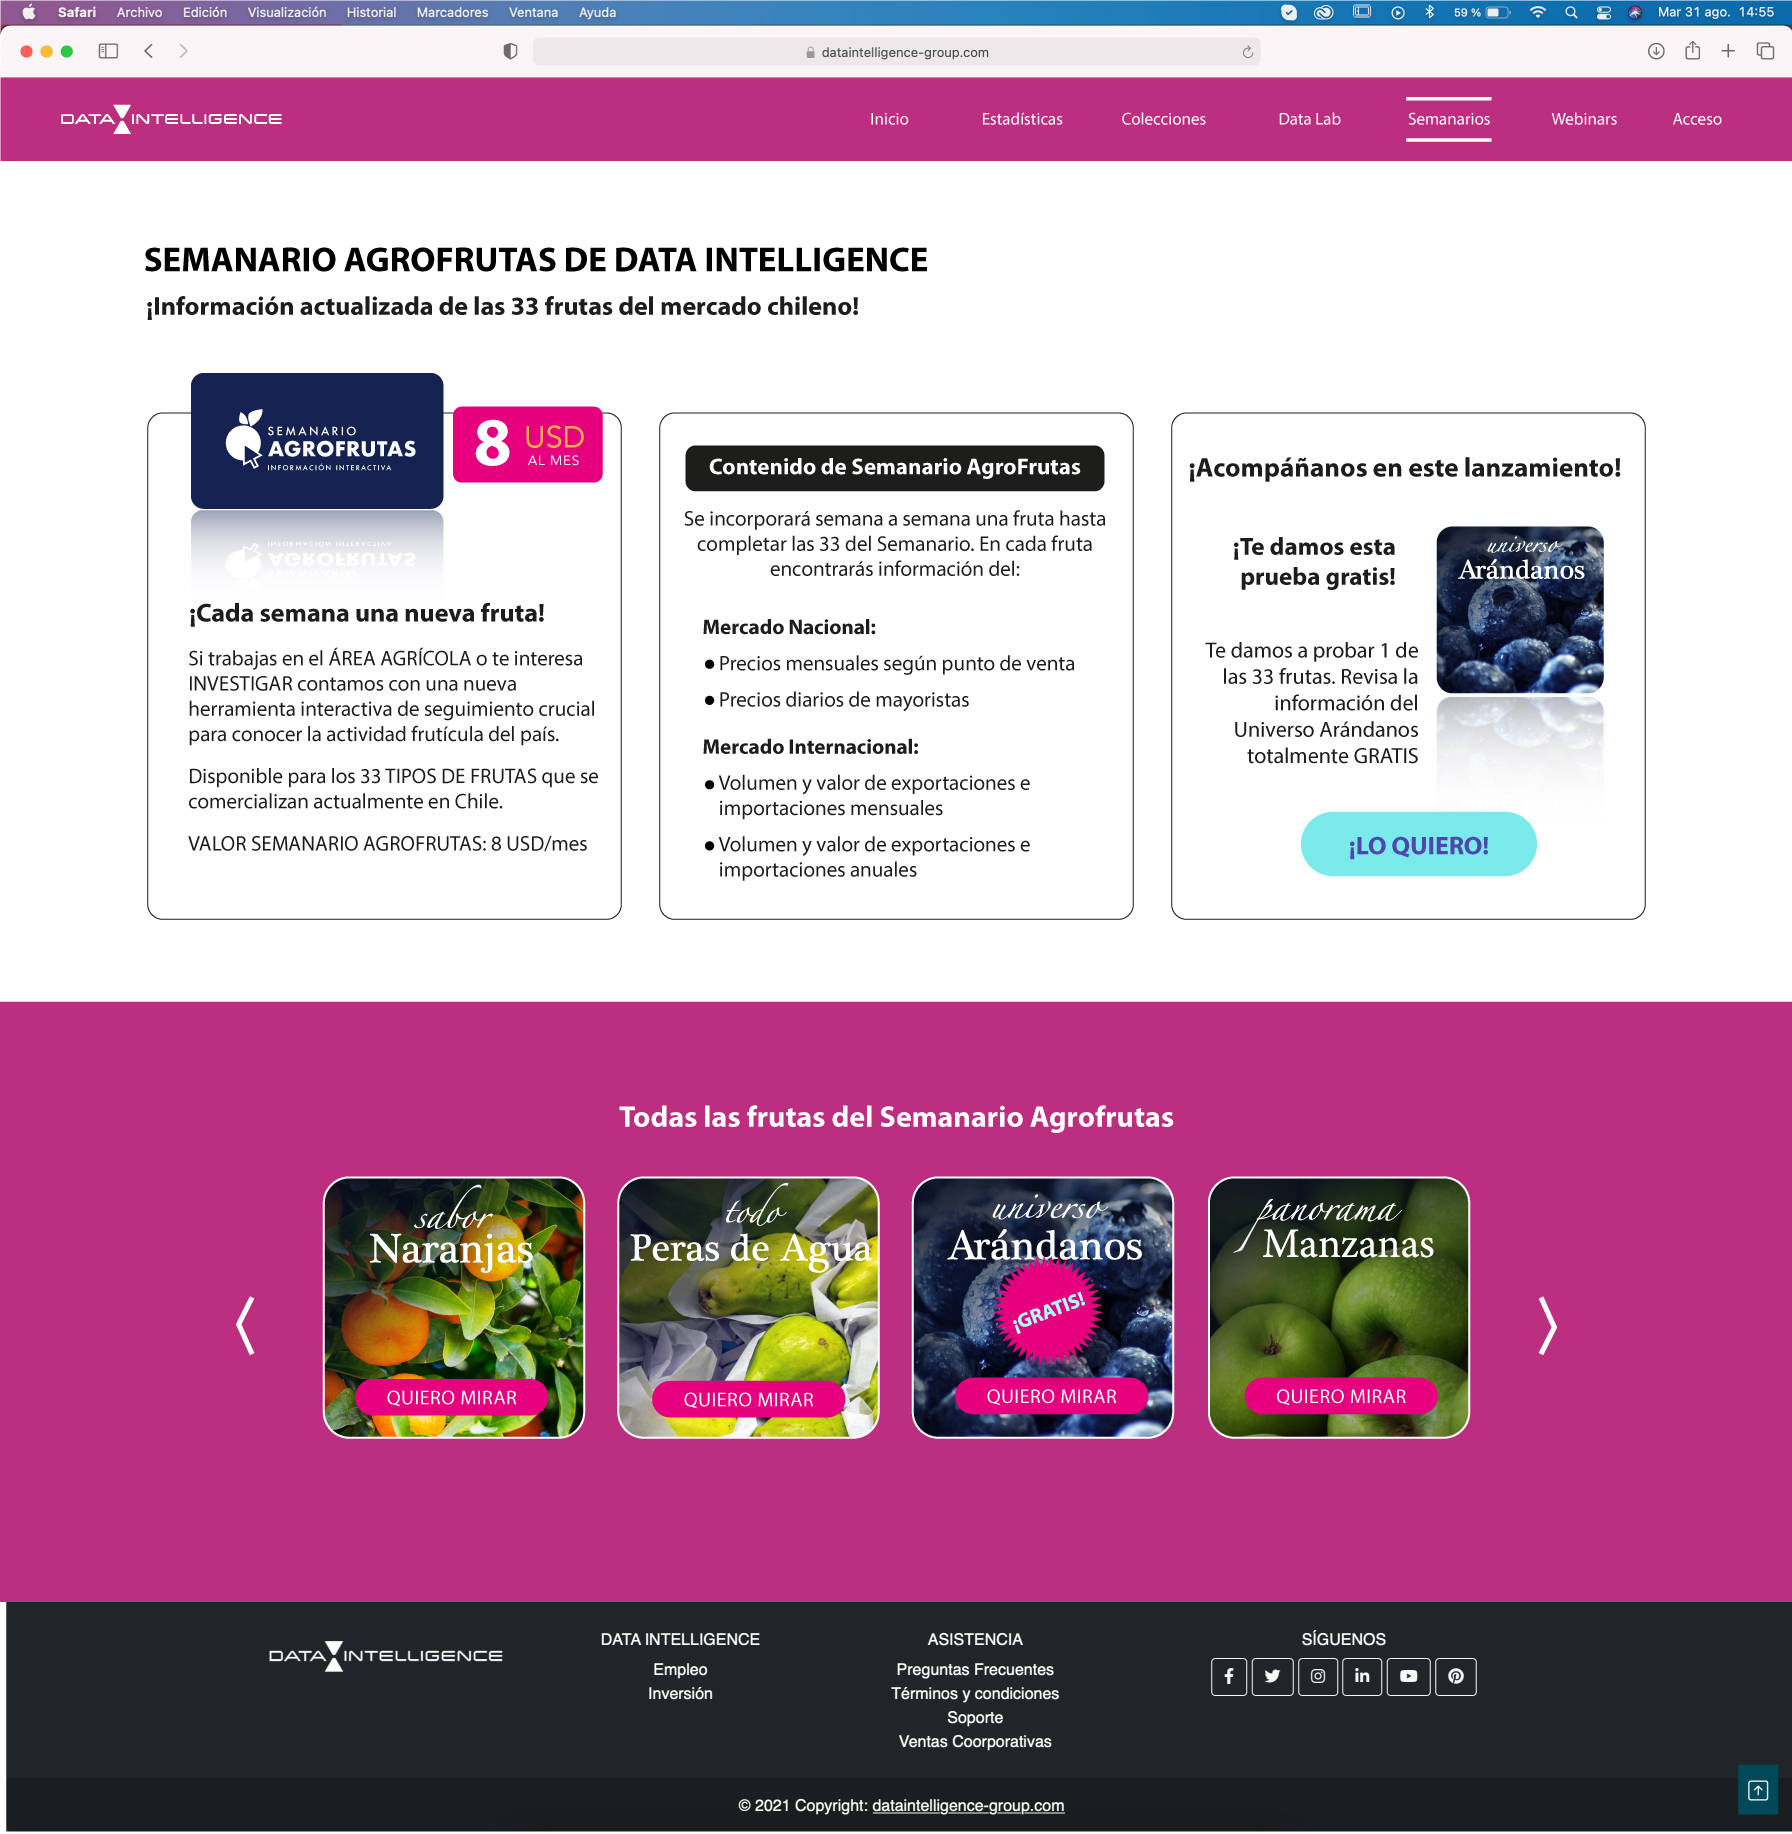 Safari Archivo Edición Visualización Historial Marcadores Ventana Ayuda 59 % Mar 31 ago. 14:55
dataintelligence-group.com
DATA INTELLIGENCE Inicio Estadísticas Colecciones Data Lab Semanarios Webinars Acceso
SEMANARIO AGROFRUTAS DE DATA INTELLIGENCE
¡Información actualizada de las 33 frutas del mercado chileno!
SEMANARIO
AGROFRUTAS
INFORMACIÓN INTERACTIVA
8 USD
AL MES
¡Cada semana una nueva fruta!
Si trabajas en el ÁREA AGRÍCOLA o te interesa
INVESTIGAR contamos con una nueva
herramienta interactiva de seguimiento crucial
para conocer la actividad frutícula del país.
Disponible para los 33 TIPOS DE FRUTAS que se
comercializan actualmente en Chile.
VALOR SEMANARIO AGROFRUTAS: 8 USD/mes
Contenido de Semanario AgroFrutas
Se incorporará semana a semana una fruta hasta
completar las 33 del Semanario. En cada fruta
encontrarás información del:
Mercado Nacional:
● Precios mensuales según punto de venta
● Precios diarios de mayoristas
Mercado Internacional:
● Volumen y valor de exportaciones e
importaciones mensuales
● Volumen y valor de exportaciones e
importaciones anuales
¡Acompáñanos en este lanzamiento!
¡Te damos esta
prueba gratis!
universo
Arándanos
Te damos a probar 1 de
las 33 frutas. Revisa la
información del
Universo Arándanos
totalmente GRATIS
¡LO QUIERO!
Todas las frutas del Semanario Agrofrutas
sabor
Naranjas
QUIERO MIRAR
todo
Peras de Agua
QUIERO MIRAR
universo
Arándanos
¡GRATIS!
QUIERO MIRAR
panorama
Manzanas
QUIERO MIRAR
DATA INTELLIGENCE
DATA INTELLIGENCE
Empleo
Inversión
ASISTENCIA
Preguntas Frecuentes
Términos y condiciones
Soporte
Ventas Coorporativas
SÍGUENOS
© 2021 Copyright: dataintelligence-group.com